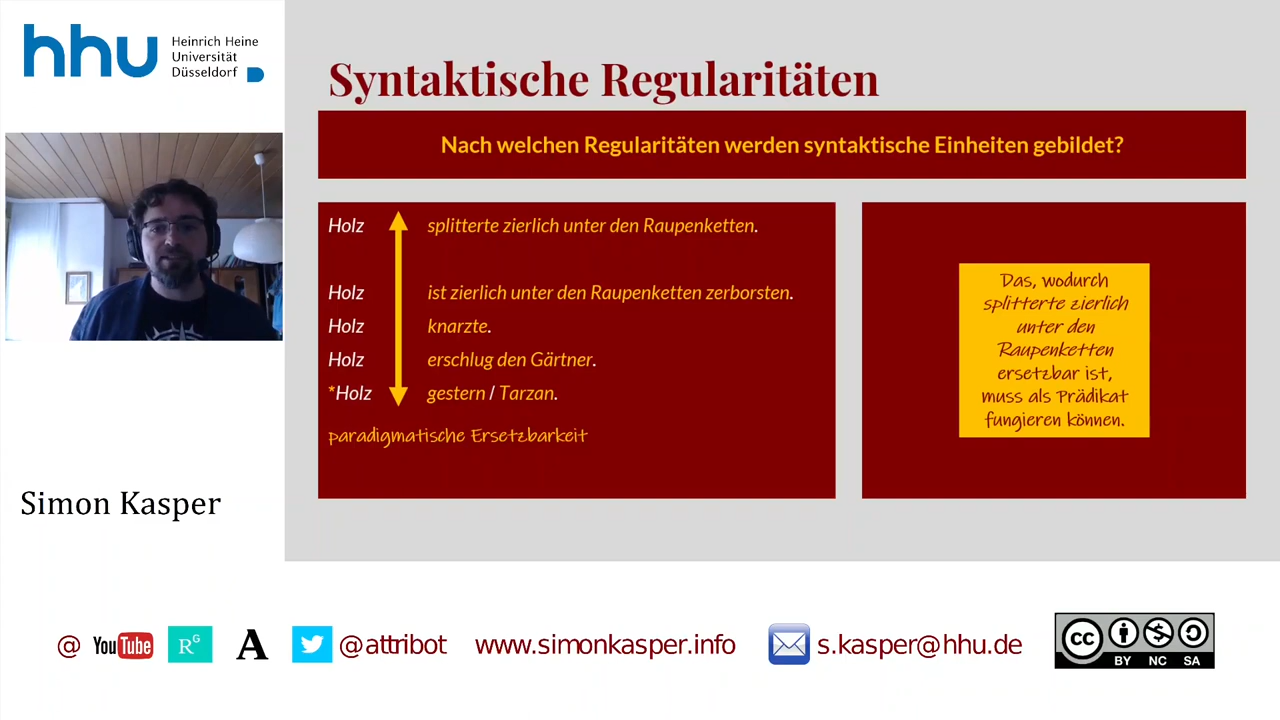 hhu Heinrich Heine
Universität
Düsseldorf
Syntaktische Regularitäten
Nach welchen Regularitäten werden syntaktische Einheiten gebildet?
Holz splitterte zierlich unter den Raupenketten.
Holz ist zierlich unter den Raupenketten zerborsten.
Holz knarzte.
Holz erschlug den Gärtner.
*Holz gestern / Tarzan.
paradigmatische Ersetzbarkeit
Das, wodurch
splitterte zierlich
unter den
Raupenketten
ersetzbar ist,
muss als Prädikat
fungieren können.
Simon Kasper
@ YouTube RG A @attribot www.simonkasper.info s.kasper@hhu.de cc
BY NC SA